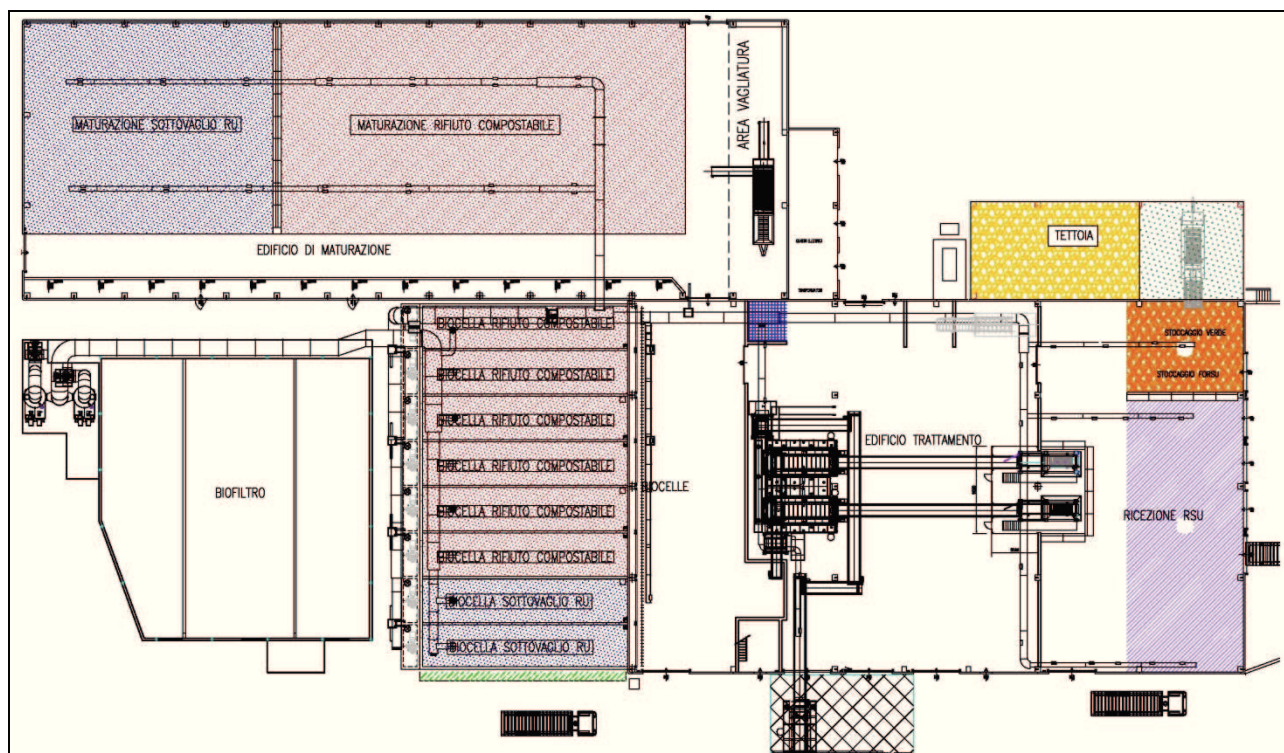 AREA VAGLIATURA
MATURAZIONE SOTTOVAGLIO RU
MATURAZIONE RIFIUTO COMPOSTABILE
EDIFICIO DI MATURAZIONE
TETTOIA
BIOCELLA RIFIUTO COMPOSTABILE
STOCCAGGIO VERDE
BIOCELLA RIFIUTO COMPOSTABILE
STOCCAGGIO FORSU
BIOCELLA RIFIUTO COMPOSTABILE
EDIFICIO TRATTAMENTO
BIOCELLA RIFIUTO COMPOSTABILE
BIOFILTRO
BIOCELLE
BIOCELLA RIFIUTO COMPOSTABILE
RICEZIONE RSU
BIOCELLA RIFIUTO COMPOSTABILE
BIOCELLA SOTTOVAGLIO RU
BIOCELLA SOTTOVAGLIO RU